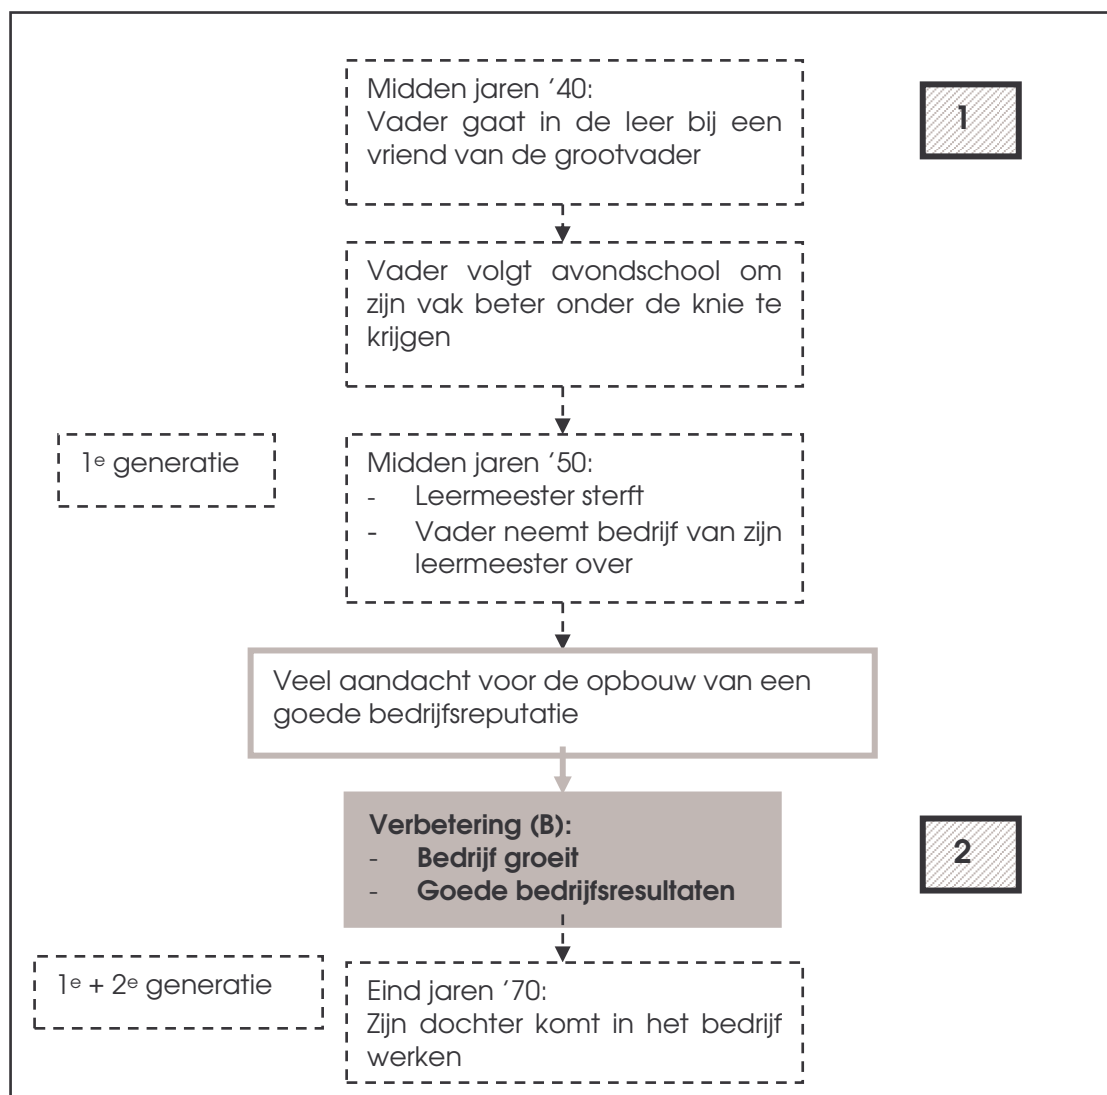 Midden jaren ’40:
Vader gaat in de leer bij een
vriend van de grootvader
1
Vader volgt avondschool om
zijn vak beter onder de knie te
krijgen
1e generatie
Midden jaren ’50:
- Leermeester sterft
- Vader neemt bedrijf van zijn
leermeester over
Veel aandacht voor de opbouw van een
goede bedrijfsreputatie
Verbetering (B):
- Bedrijf groeit
- Goede bedrijfsresultaten
2
1e + 2e generatie
Eind jaren ’70:
Zijn dochter komt in het bedrijf
werken